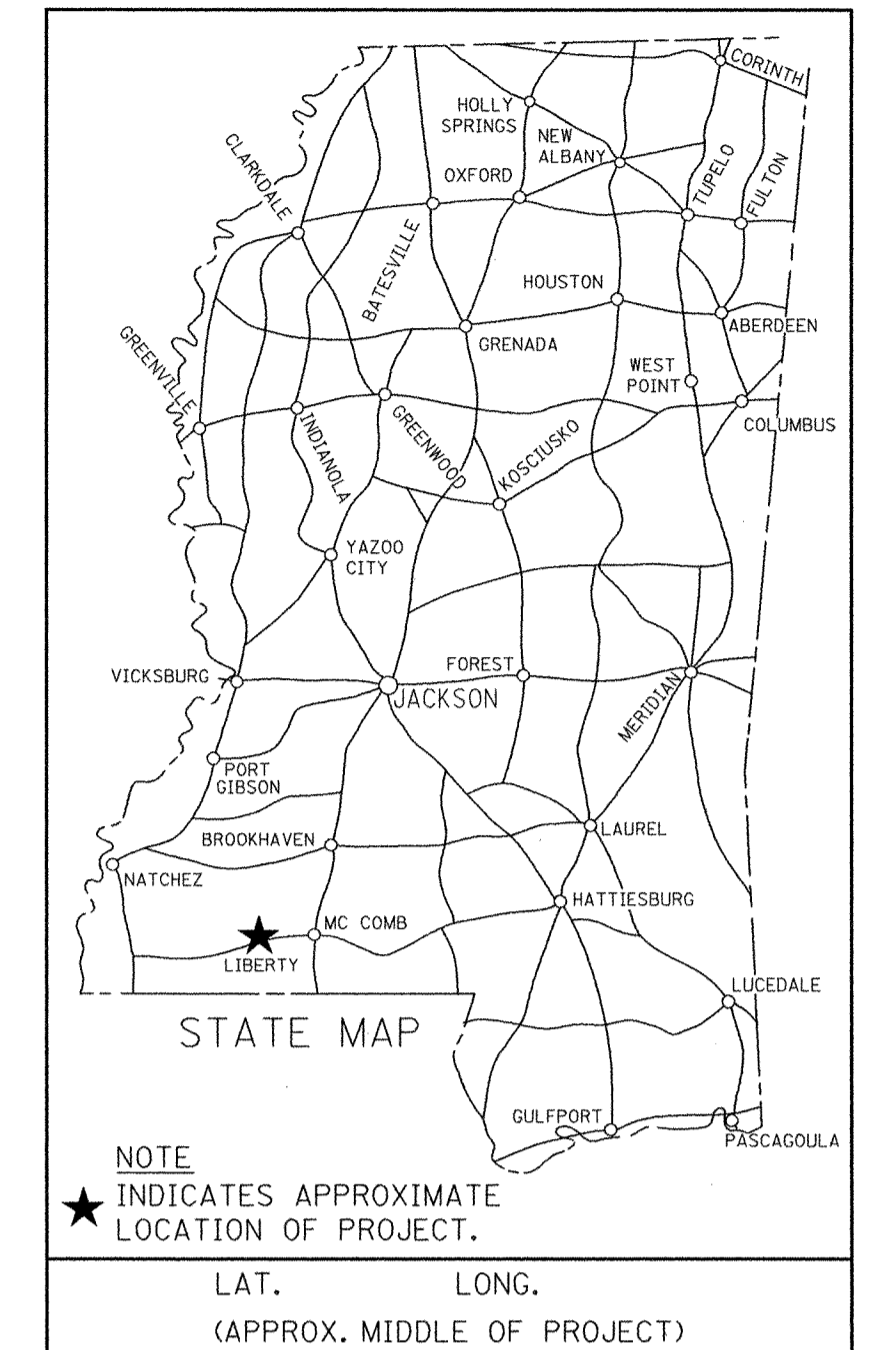 CORINTH
HOLLY
SPRINGS
NEW
ALBANY
CLARKDALE
OXFORD
TUPELO
FULTON
BATESVILLE
HOUSTON
ABERDEEN
GREENVILLE
GRENADA
WEST
POINT
COLUMBUS
INDIANOLA
GREENWOOD
KOSCIUSKO
YAZOO
CITY
VICKSBURG
FOREST
JACKSON
MERIDIAN
PORT
GIBSON
BROOKHAVEN
LAUREL
NATCHEZ
HATTIESBURG
MC COMB
LIBERTY
LUCEDALE
STATE MAP
GULFPORT
PASCAGOULA
NOTE
INDICATES APPROXIMATE
LOCATION OF PROJECT.
LAT. LONG.
(APPROX. MIDDLE OF PROJECT)